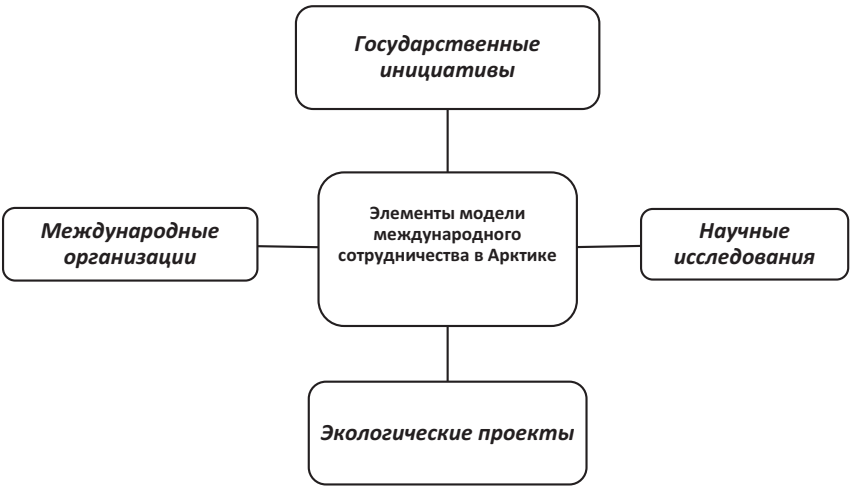 Государственные
инициативы
Элементы модели
международного
сотрудничества в Арктике
Международные
организации
Научные
исследования
Экологические проекты